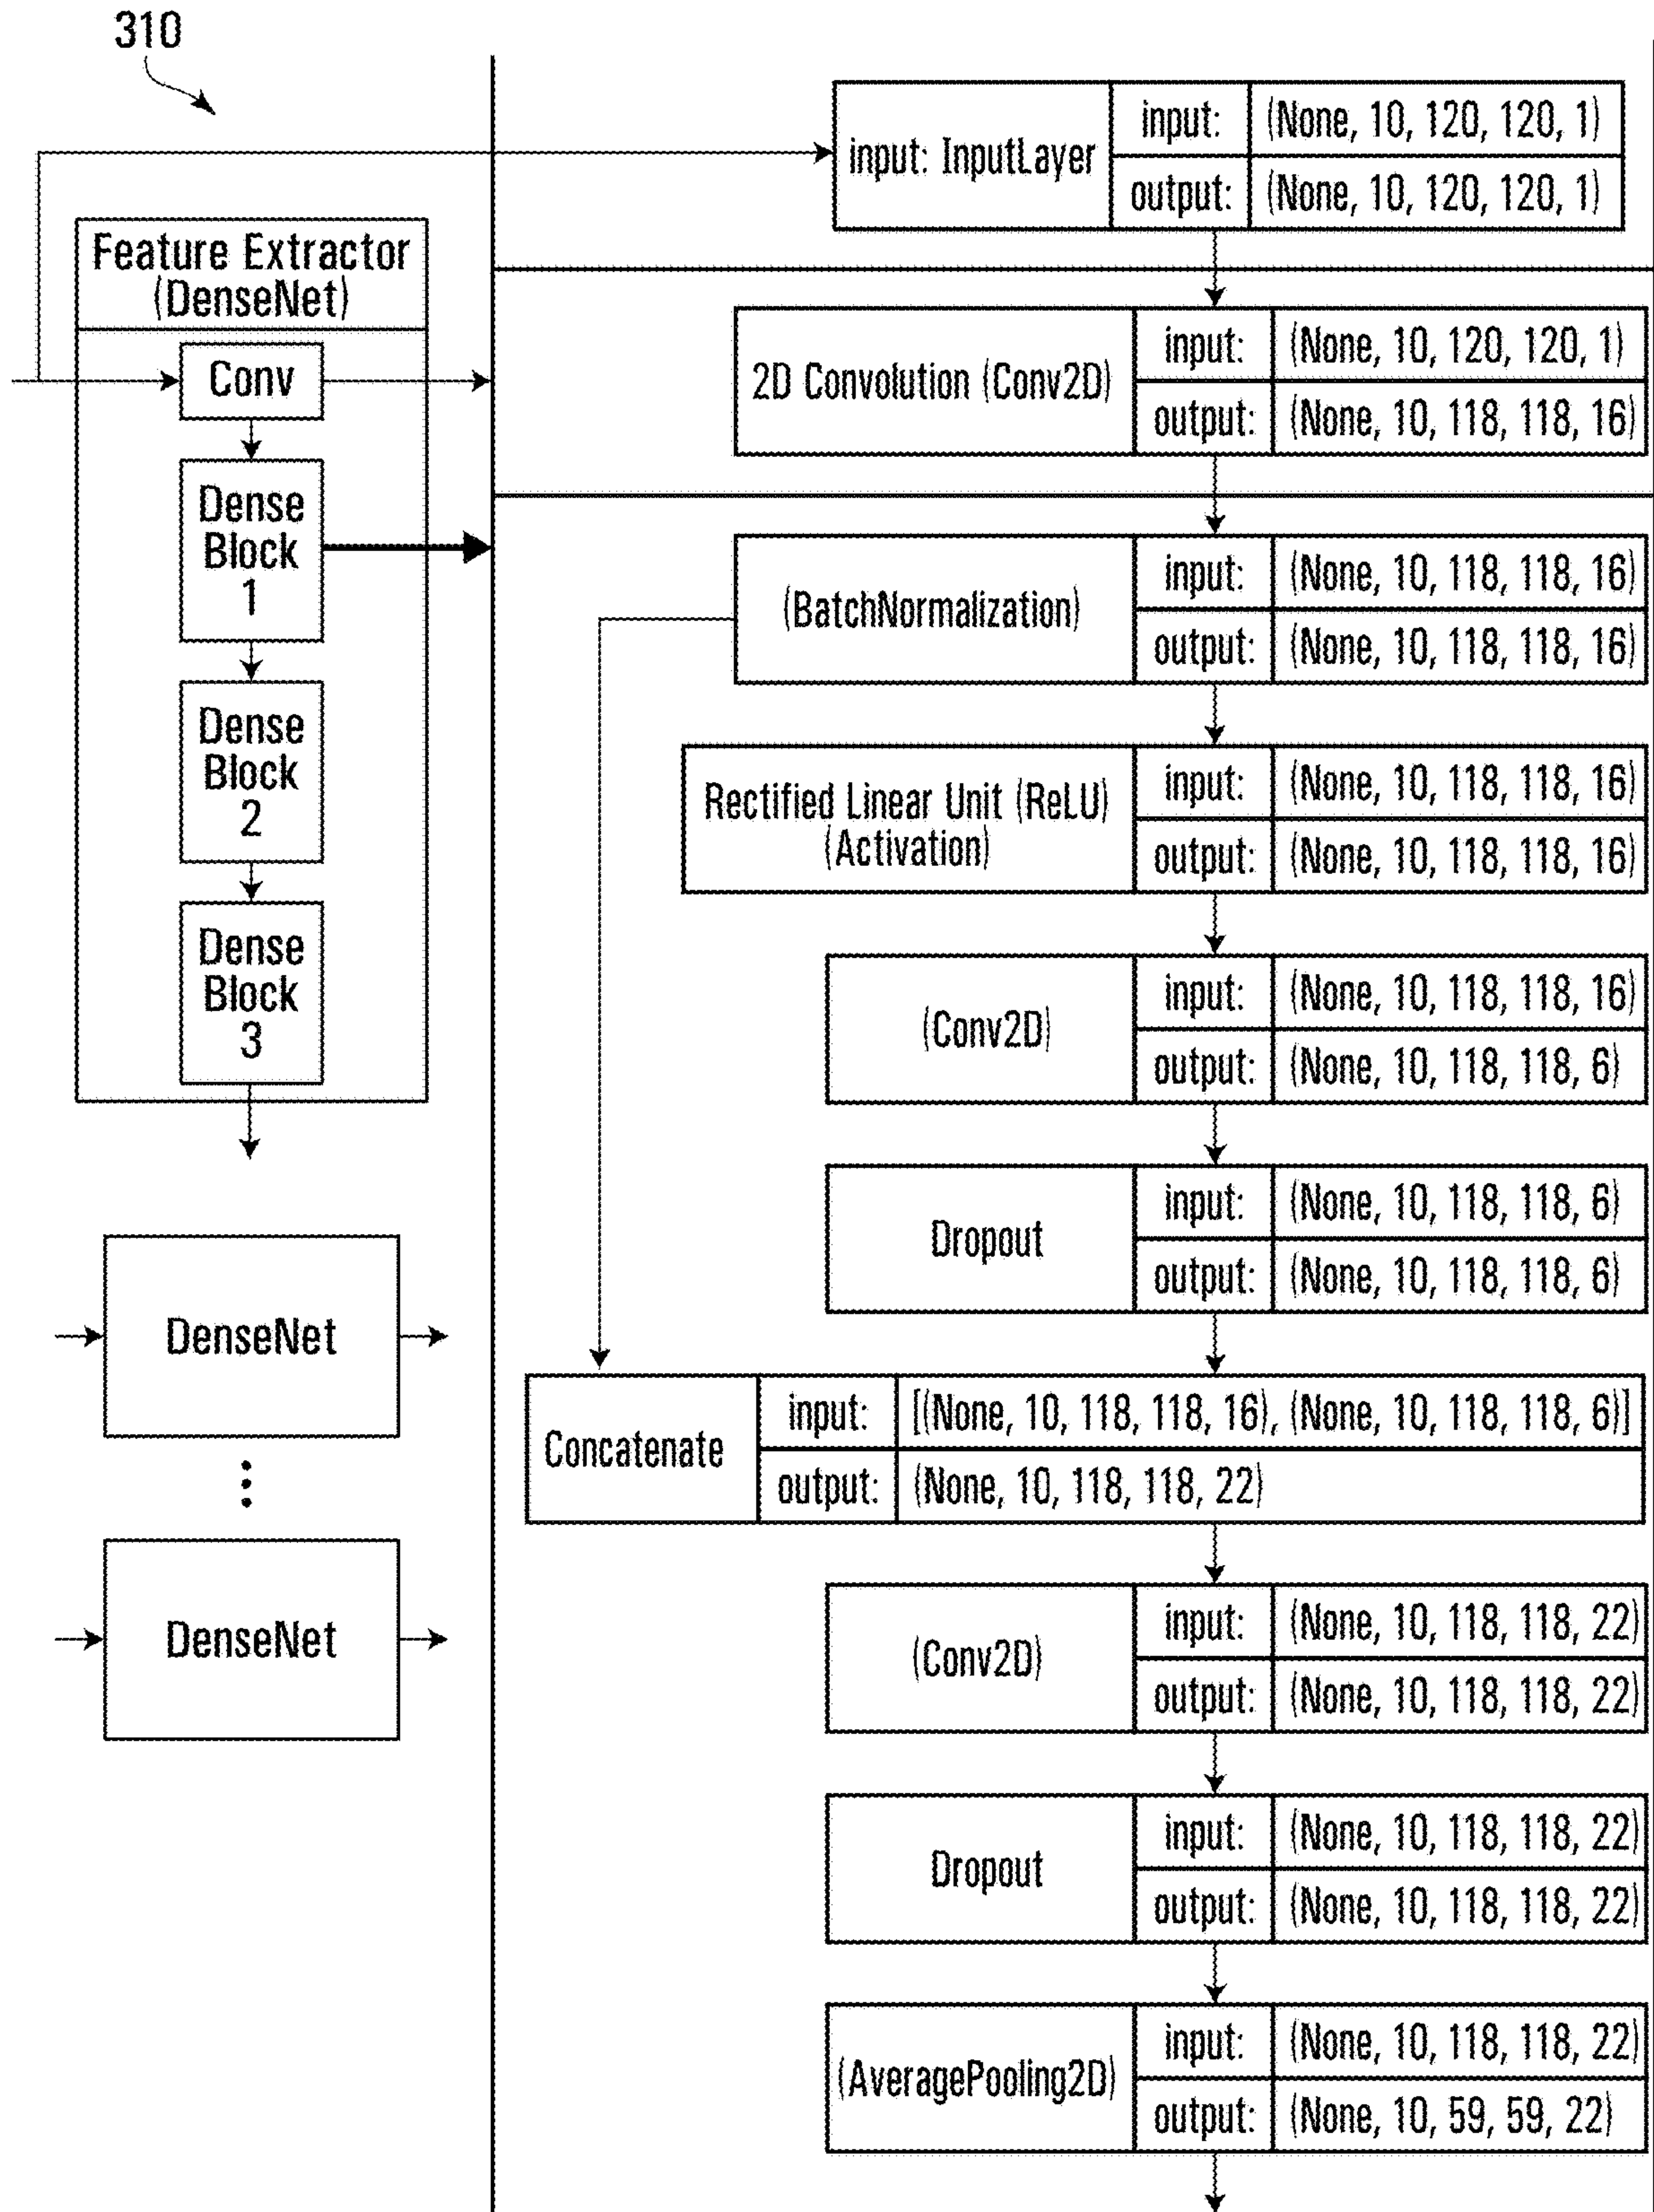 310
Feature Extractor
(DenseNet)
Conv
Dense
Block
1
Dense
Block
2
Dense
Block
3
DenseNet
DenseNet
input: InputLayer
input: (None, 10, 120, 120, 1)
output: (None, 10, 120, 120, 1)
2D Convolution (Conv2D)
input: (None, 10, 120, 120, 1)
output: (None, 10, 118, 118, 16)
(BatchNormalization)
input: (None, 10, 118, 118, 16)
output: (None, 10, 118, 118, 16)
Rectified Linear Unit (ReLU)
(Activation)
input: (None, 10, 118, 118, 16)
output: (None, 10, 118, 118, 16)
(Conv2D)
input: (None, 10, 118, 118, 16)
output: (None, 10, 118, 118, 6)
Dropout
input: (None, 10, 118, 118, 6)
output: (None, 10, 118, 118, 6)
Concatenate
input: [(None, 10, 118, 118, 16), (None, 10, 118, 118, 6)]
output: (None, 10, 118, 118, 22)
(Conv2D)
input: (None, 10, 118, 118, 22)
output: (None, 10, 118, 118, 22)
Dropout
input: (None, 10, 118, 118, 22)
output: (None, 10, 118, 118, 22)
(AveragePooling2D)
input: (None, 10, 118, 118, 22)
output: (None, 10, 59, 59, 22)